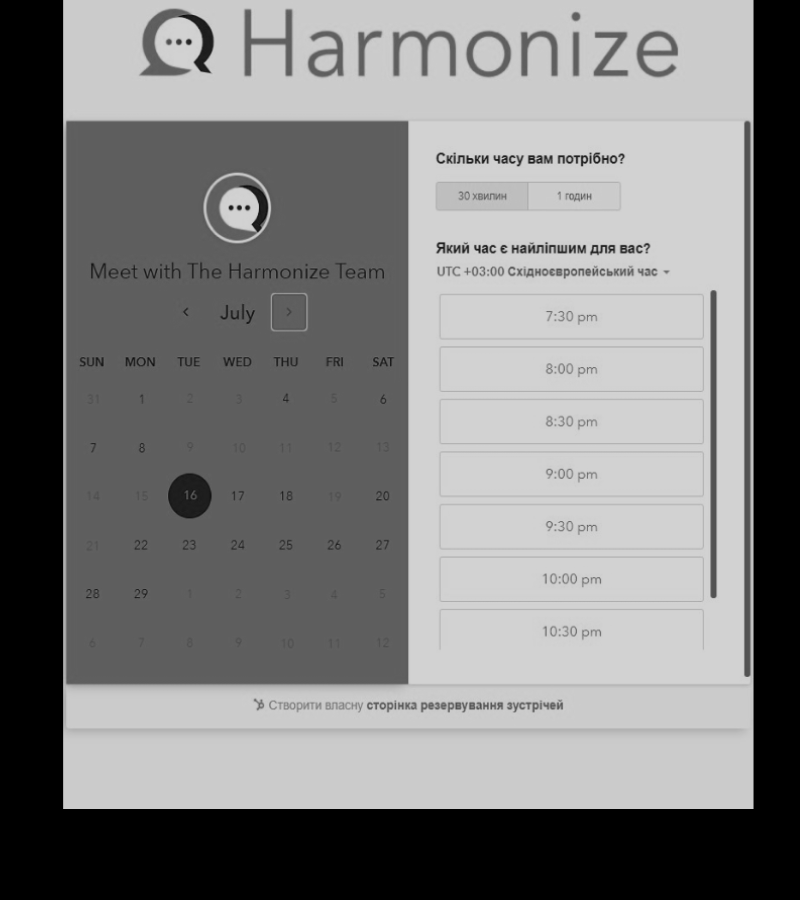 Harmonize
Meet with The Harmonize Team
‹ July ›
SUN MON TUE WED THU FRI SAT
31 1 2 3 4 5 6
7 8 9 10 11 12 13
14 15 16 17 18 19 20
21 22 23 24 25 26 27
28 29 1 2 3 4 5
6 7 8 9 10 11 12
Скільки часу вам потрібно?
30 хвилин 1 годин
Який час є найліпшим для вас?
UTC +03:00 Східноєвропейський час
7:30 pm
8:00 pm
8:30 pm
9:00 pm
9:30 pm
10:00 pm
10:30 pm
Створити власну сторінка резервування зустрічей